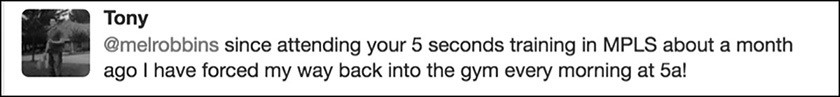 Tony
@melrobbins since attending your 5 seconds training in MPLS about a month
ago I have forced my way back into the gym every morning at 5a!